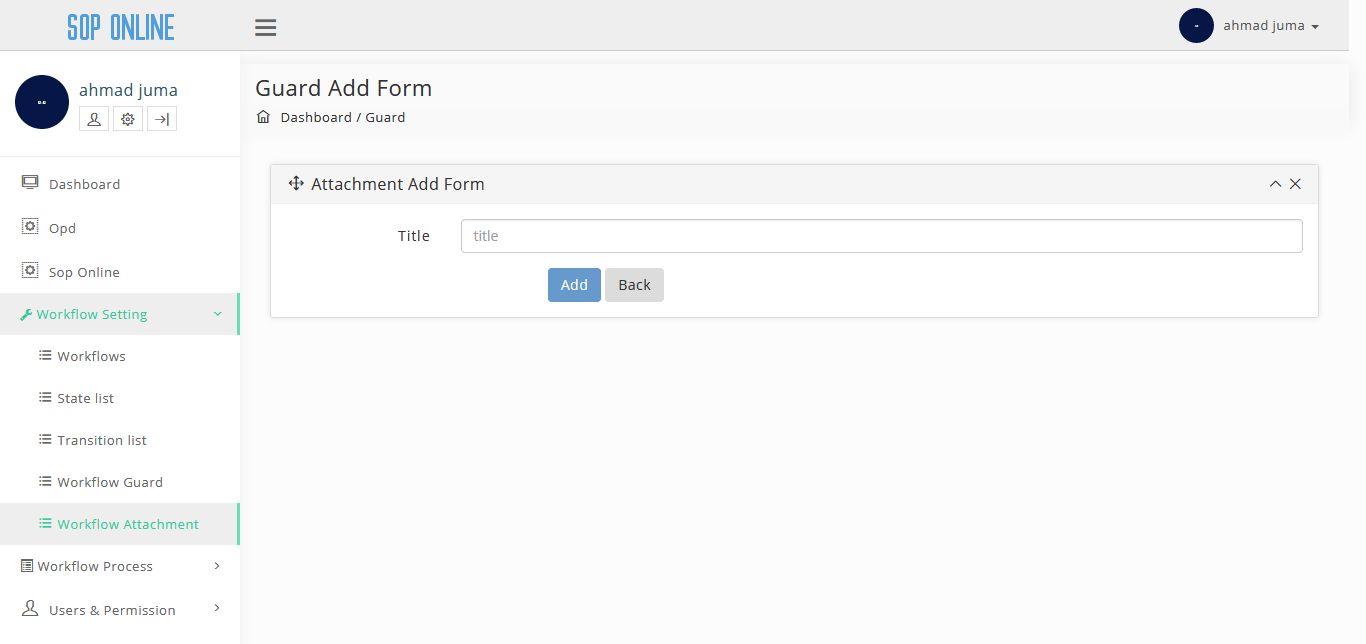 SOP ONLINE
ahmad juma
ahmad juma
Guard Add Form
Dashboard / Guard
Dashboard
Opd
Sop Online
Workflow Setting
Workflows
State list
Transition list
Workflow Guard
Workflow Attachment
Workflow Process
Users & Permission
Attachment Add Form
Title
title
Add
Back